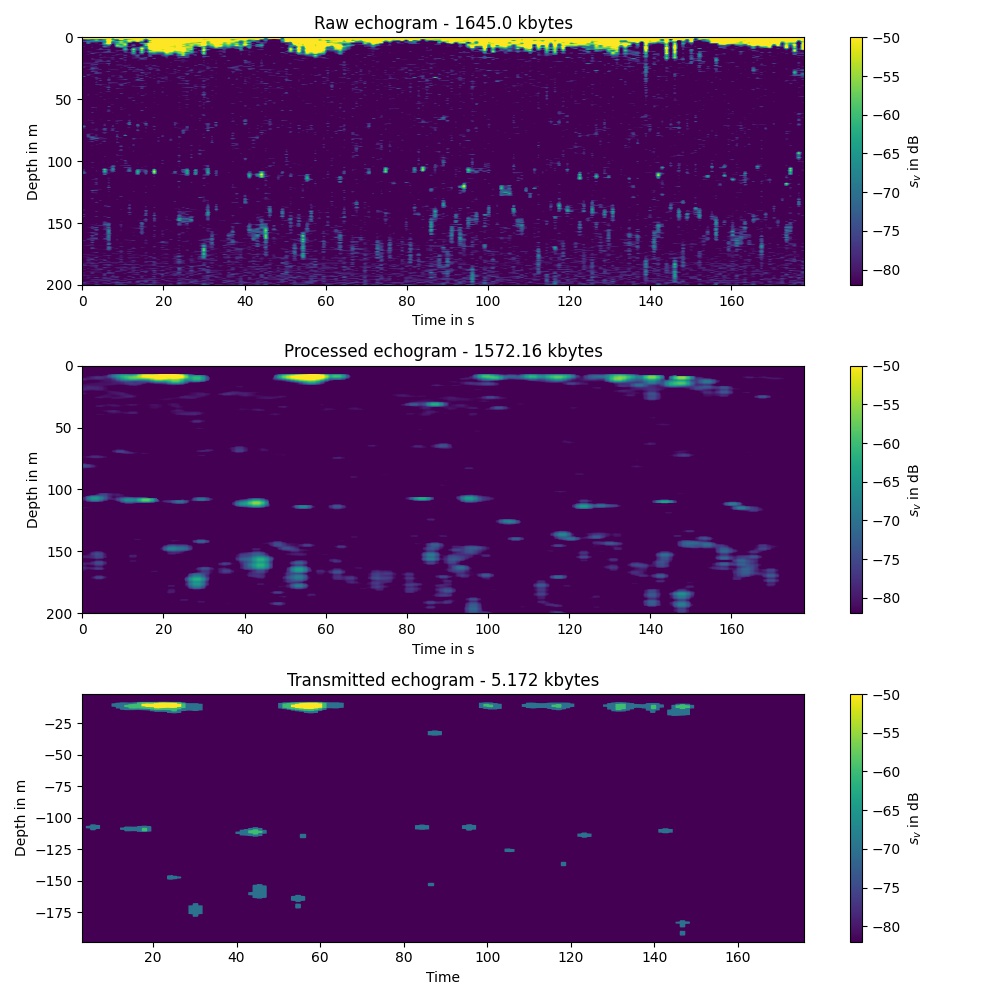 Raw echogram - 1645.0 kbytes
0
50
100
150
200
Depth in m
0 20 40 60 80 100 120 140 160
Time in s
−50
−55
−60
−65
−70
−75
−80
sv in dB
Processed echogram - 1572.16 kbytes
0
50
100
150
200
Depth in m
0 20 40 60 80 100 120 140 160
Time in s
−50
−55
−60
−65
−70
−75
−80
sv in dB
Transmitted echogram - 5.172 kbytes
−25
−50
−75
−100
−125
−150
−175
Depth in m
20 40 60 80 100 120 140 160
Time
−50
−55
−60
−65
−70
−75
−80
sv in dB